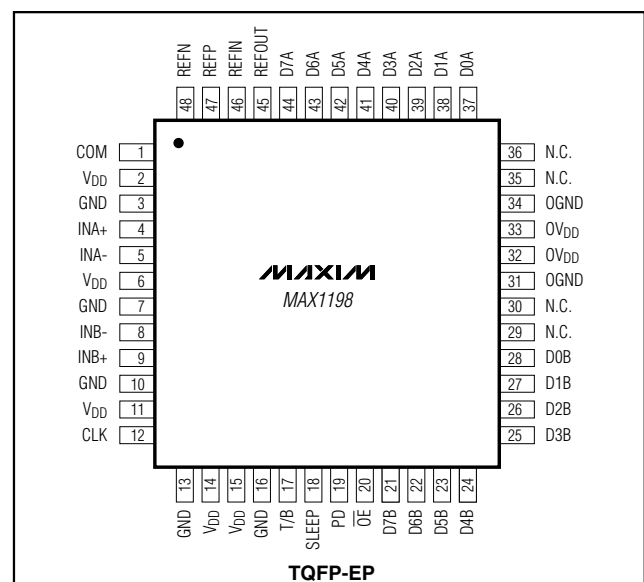 REFN REFP REFIN REFOUT D7A D6A D5A D4A D3A D2A D1A D0A
48 47 46 45 44 43 42 41 40 39 38 37
COM 1
VDD 2
GND 3
INA+ 4
INA- 5
VDD 6
GND 7
INB- 8
INB+ 9
GND 10
VDD 11
CLK 12
MAXIM
MAX1198
36 N.C.
35 N.C.
34 OGND
33 OVDD
32 OVDD
31 OGND
30 N.C.
29 N.C.
28 D0B
27 D1B
26 D2B
25 D3B
13 14 15 16 17 18 19 20 21 22 23 24
GND VDD VDD GND T/B SLEEP PD O̅E̅ D7B D6B D5B D4B
TQFP-EP